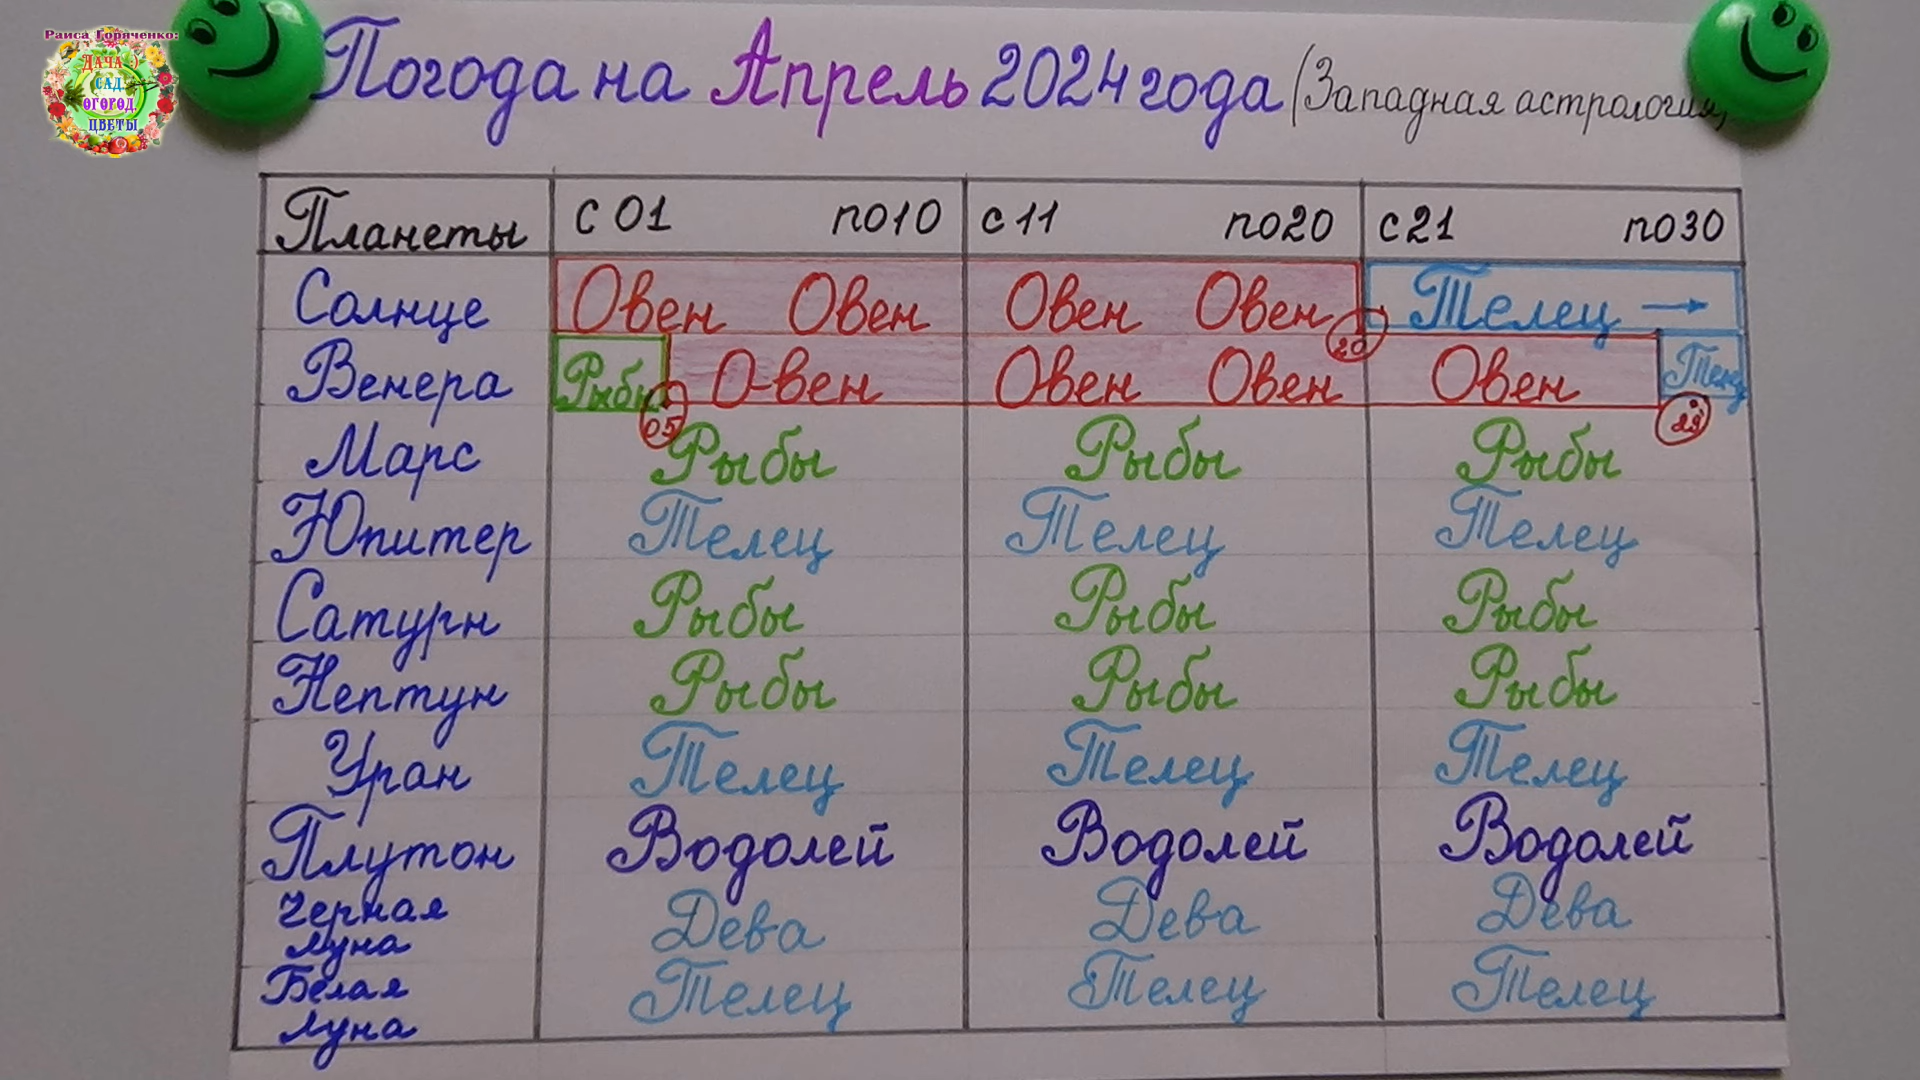 Раиса Горяченко:
ДАЧА :)
САД,
ОГОРОД,
ЦВЕТЫ
Погода на Апрель 2024 года (Западная астрология)
Планеты с 01 по 10 с 11 по 20 с 21 по 30
Солнце Овен Овен Овен Овен 20 Телец →
Венера Рыбы 05 О-вен Овен Овен Овен 29 Телец
Марс Рыбы Рыбы Рыбы
Юпитер Телец Телец Телец
Сатурн Рыбы Рыбы Рыбы
Нептун Рыбы Рыбы Рыбы
Уран Телец Телец Телец
Плутон Водолей Водолей Водолей
Черная
Луна Дева Дева Дева
Белая
Луна Телец Телец Телец